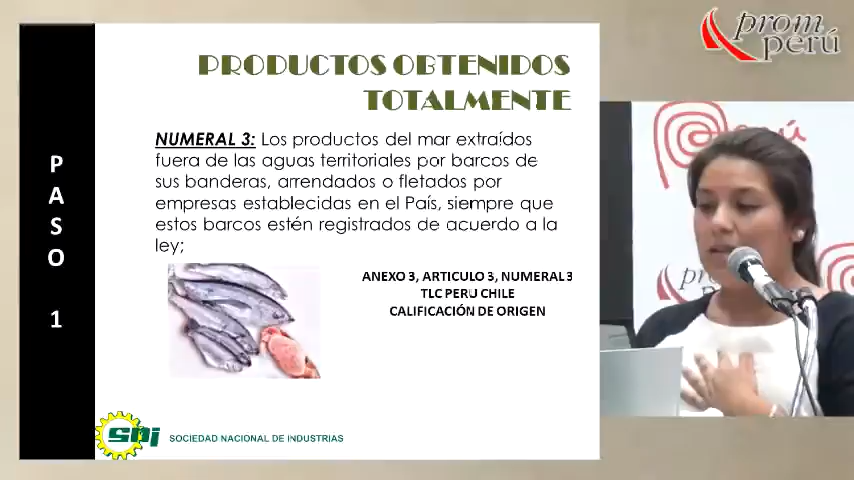 prom
perú
PRODUCTOS OBTENIDOS
TOTALMENTE
NUMERAL 3: Los productos del mar extraídos
fuera de las aguas territoriales por barcos de
sus banderas, arrendados o fletados por
empresas establecidas en el País, siempre que
estos barcos estén registrados de acuerdo a la
ley;
PASO 1
ANEXO 3, ARTICULO 3, NUMERAL 3
TLC PERU CHILE
CALIFICACIÓN DE ORIGEN
SNI SOCIEDAD NACIONAL DE INDUSTRIAS